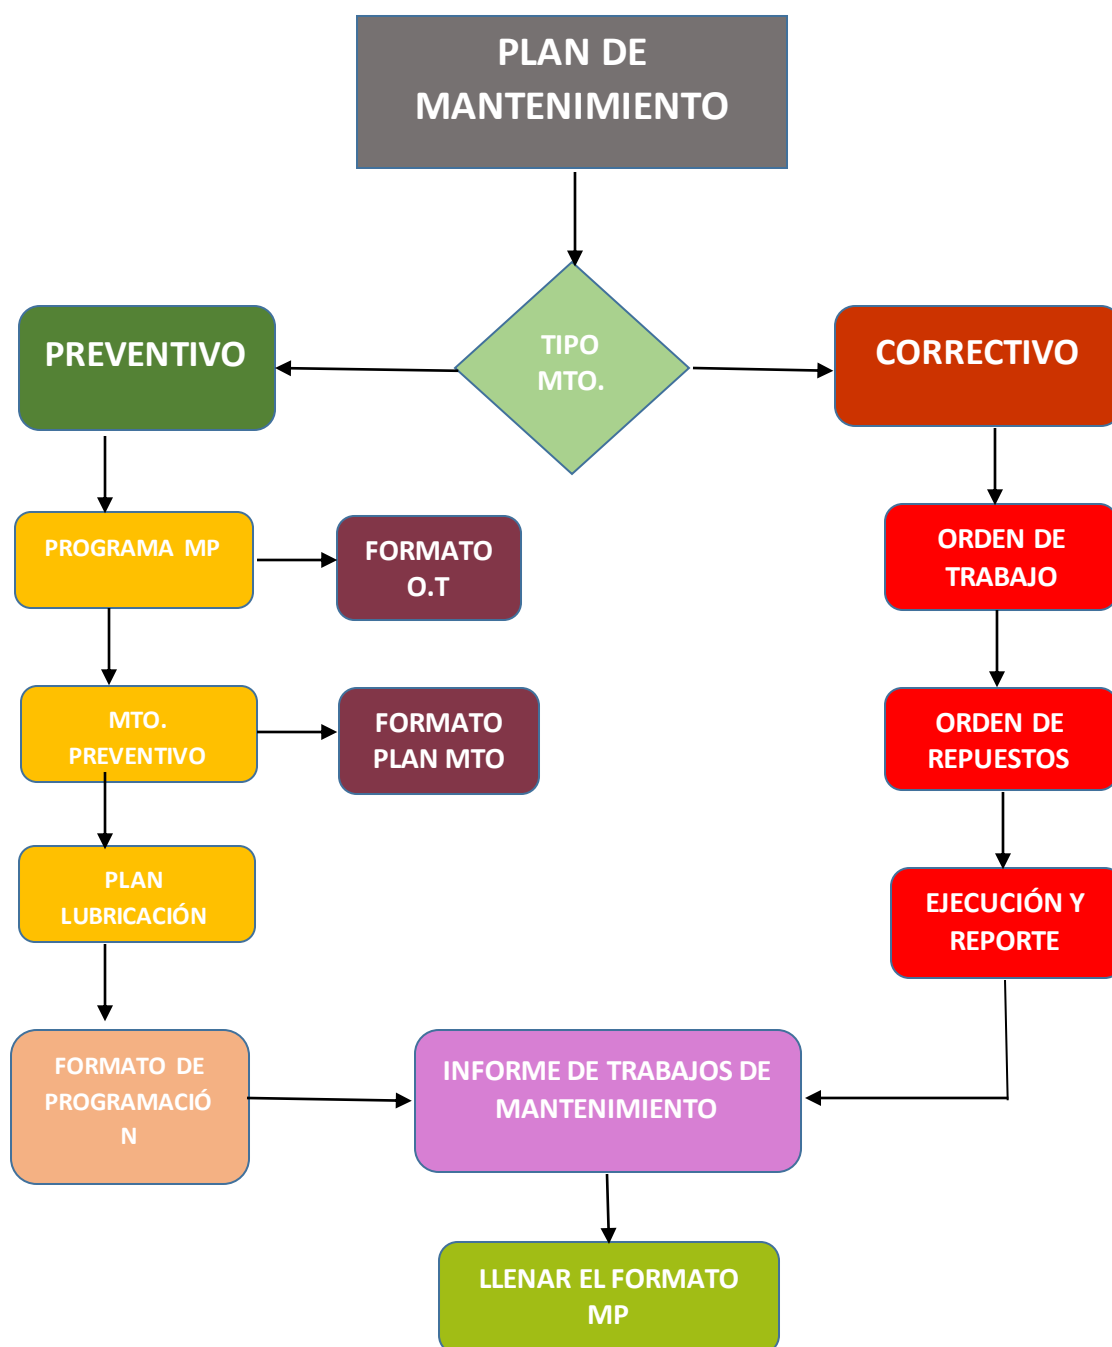 PLAN DE
MANTENIMIENTO
TIPO
MTO.
PREVENTIVO
CORRECTIVO
PROGRAMA MP
FORMATO
O.T
ORDEN DE
TRABAJO
MTO.
PREVENTIVO
FORMATO
PLAN MTO
ORDEN DE
REPUESTOS
PLAN
LUBRICACIÓN
EJECUCIÓN Y
REPORTE
FORMATO DE
PROGRAMACIÓ
N
INFORME DE TRABAJOS DE
MANTENIMIENTO
LLENAR EL FORMATO
MP